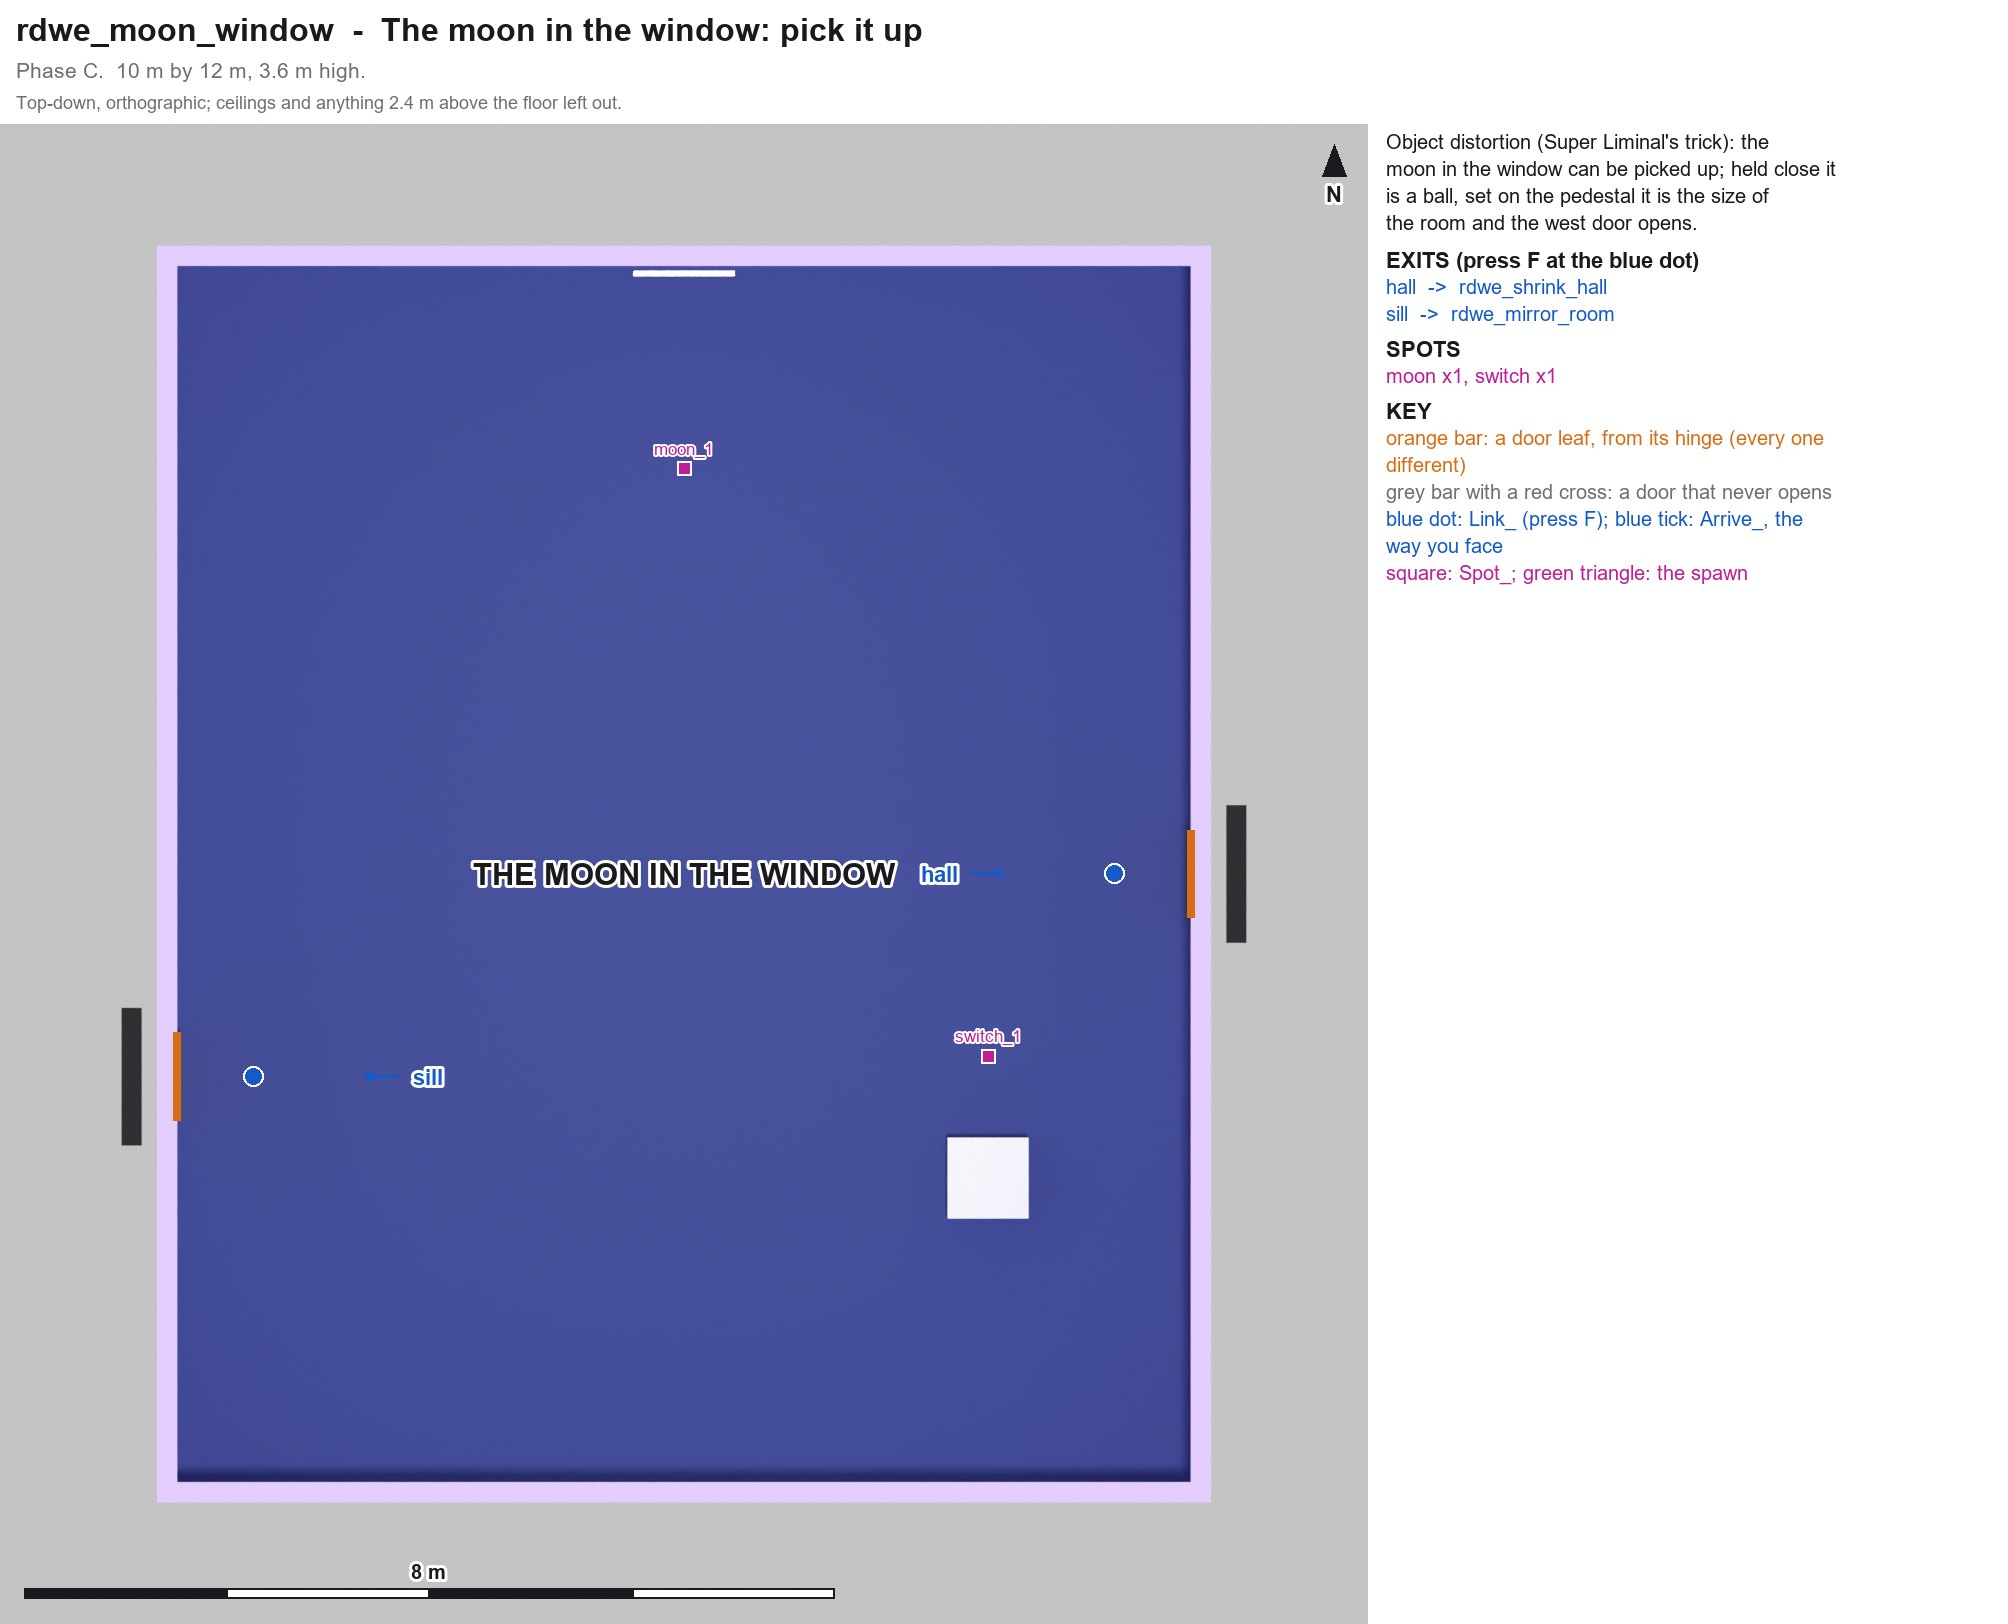 rdwe_moon_window  -  The moon in the window: pick it up
Phase C.  10 m by 12 m, 3.6 m high.
Top-down, orthographic; ceilings and anything 2.4 m above the floor left out.
N
moon_1
THE MOON IN THE WINDOW
hall
switch_1
sill
8 m
Object distortion (Super Liminal's trick): the
moon in the window can be picked up; held close it
is a ball, set on the pedestal it is the size of
the room and the west door opens.
EXITS (press F at the blue dot)
hall  ->  rdwe_shrink_hall
sill  ->  rdwe_mirror_room
SPOTS
moon x1, switch x1
KEY
orange bar: a door leaf, from its hinge (every one
different)
grey bar with a red cross: a door that never opens
blue dot: Link_ (press F); blue tick: Arrive_, the
way you face
square: Spot_; green triangle: the spawn